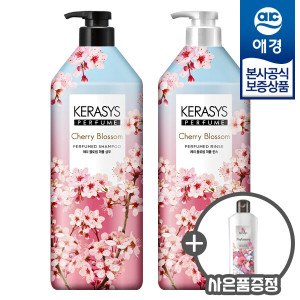 애경
본사공식
보증상품
KERASYS
PERFUME
Cherry Blossom
PERFUMED SHAMPOO
KERASYS
PERFUME
Cherry Blossom
PERFUMED RINSE
+
사은품증정